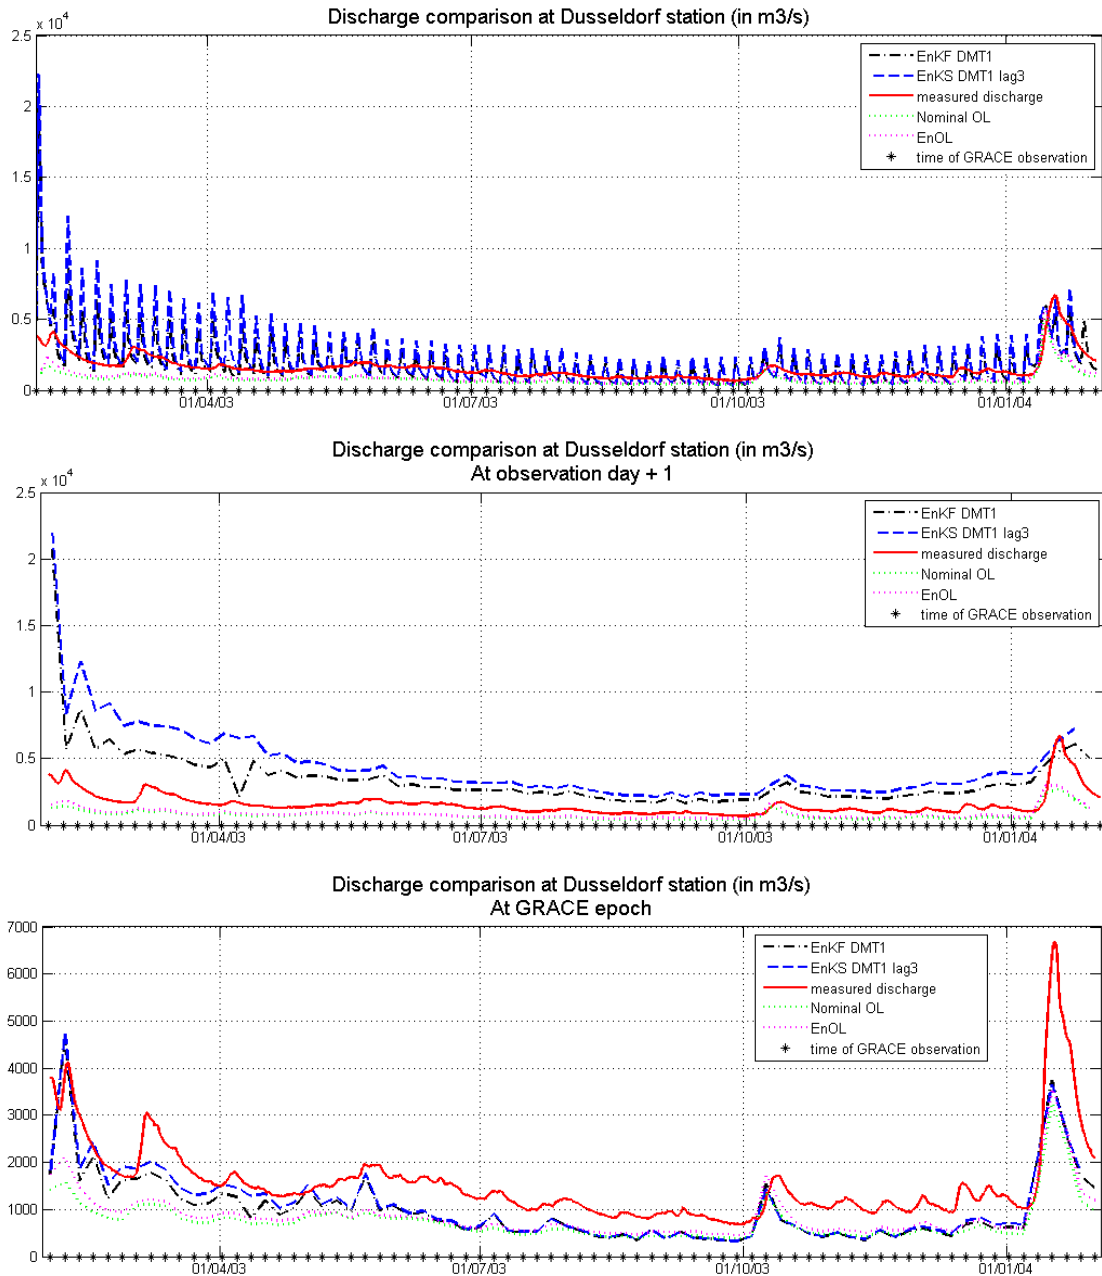 Discharge comparison at Dusseldorf station (in m3/s)
x 10^4
2.5
2
1.5
1
0.5
0
01/04/03 01/07/03 01/10/03 01/01/04
EnKF DMT1
EnKS DMT1 lag3
measured discharge
Nominal OL
EnOL
* time of GRACE observation
Discharge comparison at Dusseldorf station (in m3/s)
At observation day + 1
x 10^4
2.5
2
1.5
1
0.5
0
01/04/03 01/07/03 01/10/03 01/01/04
EnKF DMT1
EnKS DMT1 lag3
measured discharge
Nominal OL
EnOL
* time of GRACE observation
Discharge comparison at Dusseldorf station (in m3/s)
At GRACE epoch
7000
6000
5000
4000
3000
2000
1000
0
01/04/03 01/07/03 01/10/03 01/01/04
EnKF DMT1
EnKS DMT1 lag3
measured discharge
Nominal OL
EnOL
* time of GRACE observation